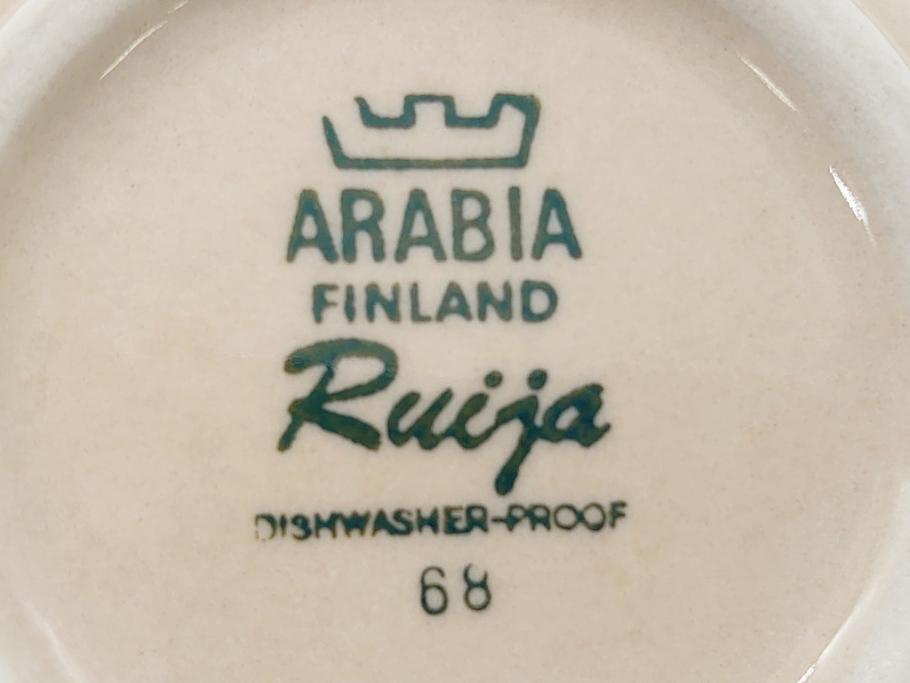 ARABIA
FINLAND
Ruija
DISHWASHER-PROOF
68